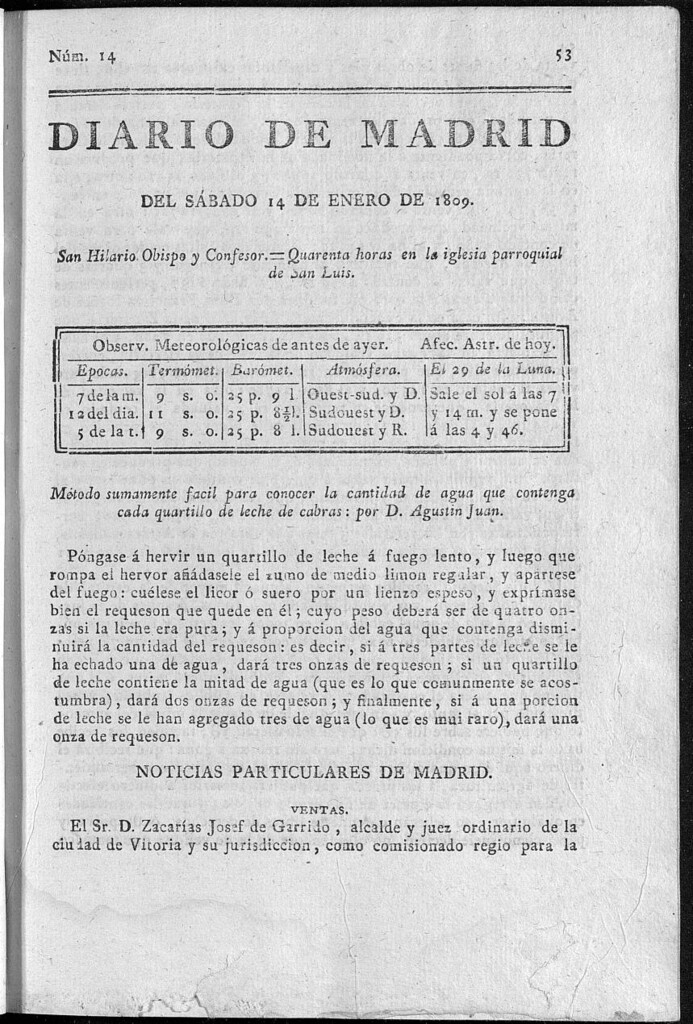 Núm. 14 53
DIARIO DE MADRID
DEL SÁBADO 14 DE ENERO DE 1809.
San Hilario Obispo y Confesor.=Quarenta horas en la iglesia parroquial
de San Luis.
Observ. Meteorológicas de antes de ayer. Afec. Astr. de hoy.
Epocas. Termómet. Barómet. Atmósfera. El 29 de la Luna.
7 de la m. 9 s. 0. 25 p. 9 l. Ouest-sud. y D. Sale el sol á las 7
12 del dia. 11 s. 0. 25 p. 8½l. Sudouest y D. y 14 m. y se pone
5 de la t. 9 s. 0. 25 p. 8 l. Sudouest y R. á las 4 y 46.
Método sumamente facil para conocer la cantidad de agua que contenga
cada quartillo de leche de cabras: por D. Agustin Juan.
Póngase á hervir un quartillo de leche á fuego lento, y luego que
rompa el hervor añádasele el zumo de medio limon regular, y apártese
del fuego: cuélese el licor ó suero por un lienzo espeso, y exprímase
bien el requeson que quede en él; cuyo peso deberá ser de quatro on-
zas si la leche era pura; y á proporcion del agua que contenga dismi-
nuirá la cantidad del requeson: es decir, si á tres partes de leche se le
ha echado una de agua, dará tres onzas de requeson; si un quartillo
de leche contiene la mitad de agua (que es lo que comunmente se acos-
tumbra), dará dos onzas de requeson; y finalmente, si á una porcion
de leche se le han agregado tres de agua (lo que es mui raro), dará una
onza de requeson.
NOTICIAS PARTICULARES DE MADRID.
VENTAS.
El Sr. D. Zacarías Josef de Garrido, alcalde y juez ordinario de la
ciudad de Vitoria y su jurisdiccion, como comisionado regio para la